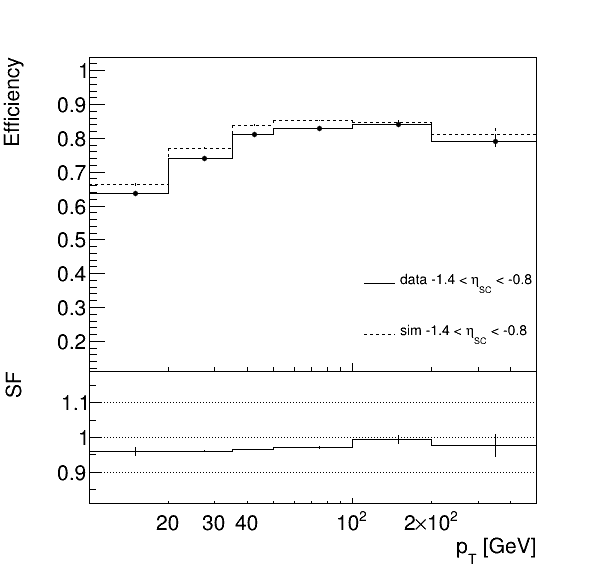 Efficiency
1
0.9
0.8
0.7
0.6
0.5
0.4
0.3
0.2
data -1.4 < η_SC < -0.8
sim -1.4 < η_SC < -0.8
SF
1.1
1
0.9
20 30 40 10² 2×10²
p_T [GeV]